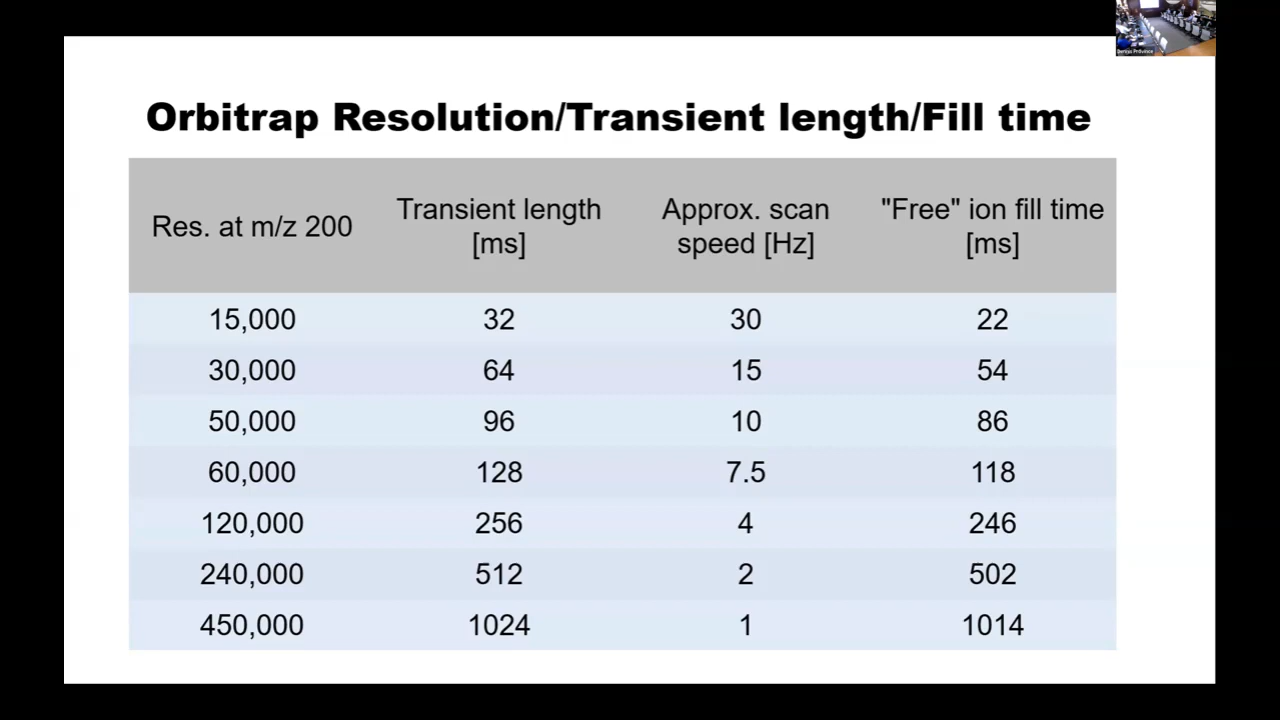 Orbitrap Resolution/Transient length/Fill time
Res. at m/z 200 Transient length [ms] Approx. scan speed [Hz] "Free" ion fill time [ms]
15,000 32 30 22
30,000 64 15 54
50,000 96 10 86
60,000 128 7.5 118
120,000 256 4 246
240,000 512 2 502
450,000 1024 1 1014